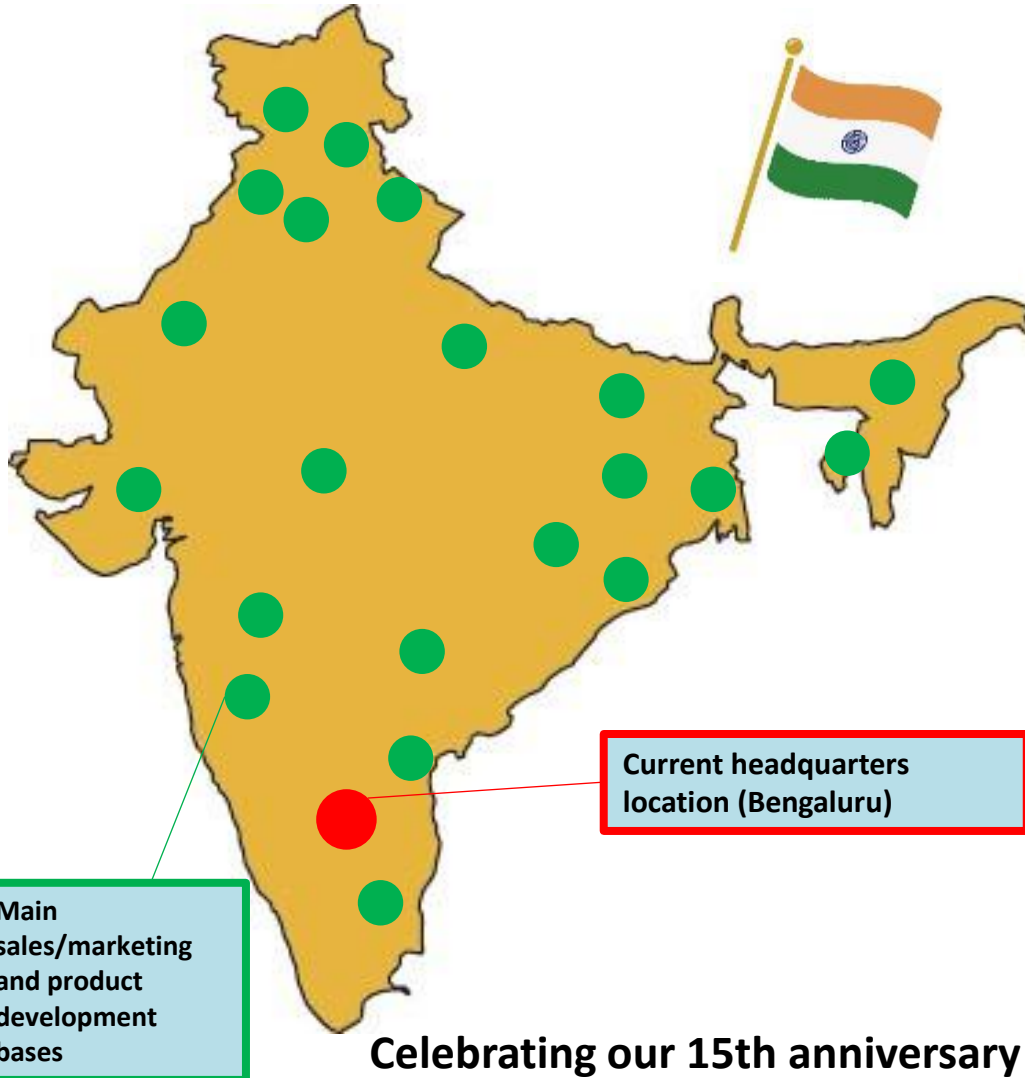 Current headquarters
location (Bengaluru)
Main
sales/marketing
and product
development
bases
Celebrating our 15th anniversary